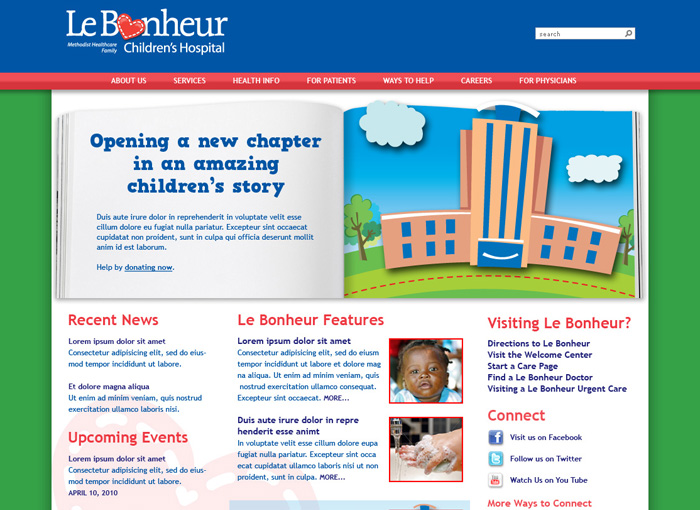 Le Bonheur
Methodist Healthcare
Family
Children's Hospital
search
ABOUT US SERVICES HEALTH INFO FOR PATIENTS WAYS TO HELP CAREERS FOR PHYSICIANS
Opening a new chapter
in an amazing
children's story
Duis aute irure dolor in reprehenderit in voluptate velit esse
cillum dolore eu fugiat nulla pariatur. Excepteur sint occaecat
cupidatat non proident, sunt in culpa qui officia deserunt mollit
anim id est laborum.
Help by donating now.
Recent News
Lorem ipsum dolor sit amet
Consectetur adipisicing elit, sed do eius-
mod tempor incididunt ut labore.
Et dolore magna aliqua
Ut enim ad minim veniam, quis nostrud
exercitation ullamco laboris nisi.
Upcoming Events
Lorem ipsum dolor sit amet
Consectetur adipisicing elit, sed do eius-
mod tempor incididunt ut labore.
APRIL 10, 2010
Le Bonheur Features
Lorem ipsum dolor sit amet
Consectetur adipisicing elit, sed do eiusm
tempor incididunt ut labore et dolore mag
na aliqua. Ut enim ad minim veniam, quis
nostrud exercitation ullamco consequat.
Excepteur sint occaecat. MORE...
Duis aute irure dolor in repre
henderit esse animt
In voluptate velit esse cillum dolore eupa
fugiat nulla pariatur. Excepteur sint occa
ecat cupidatat ullamco laboris nisi ut non
proident, sunt in culpa. MORE...
Visiting Le Bonheur?
Directions to Le Bonheur
Visit the Welcome Center
Start a Care Page
Find a Le Bonheur Doctor
Visiting a Le Bonheur Urgent Care
Connect
Visit us on Facebook
Follow us on Twitter
Watch Us on You Tube
More Ways to Connect